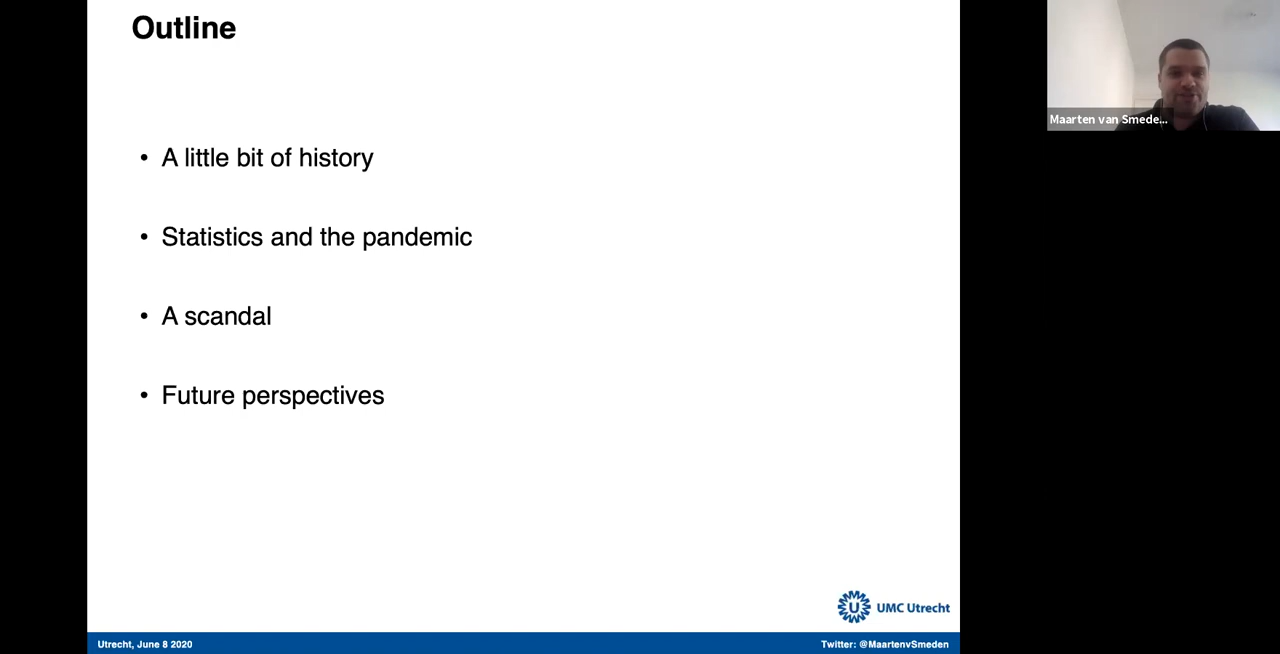 Outline
Maarten van Smede...
• A little bit of history
• Statistics and the pandemic
• A scandal
• Future perspectives
U UMC Utrecht
Utrecht, June 8 2020
Twitter: @MaartenvSmeden